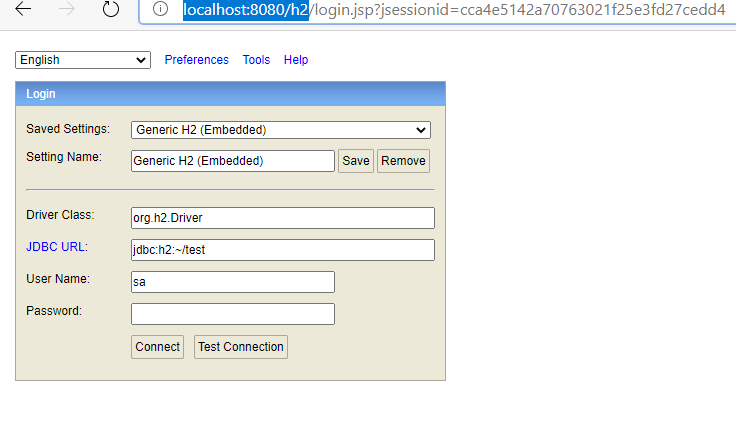 localhost:8080/h2/login.jsp?jsessionid=cca4e5142a70763021f25e3fd27cedd4
English Preferences Tools Help
Login
Saved Settings: Generic H2 (Embedded)
Setting Name: Generic H2 (Embedded) Save Remove
Driver Class: org.h2.Driver
JDBC URL: jdbc:h2:~/test
User Name: sa
Password:
Connect Test Connection